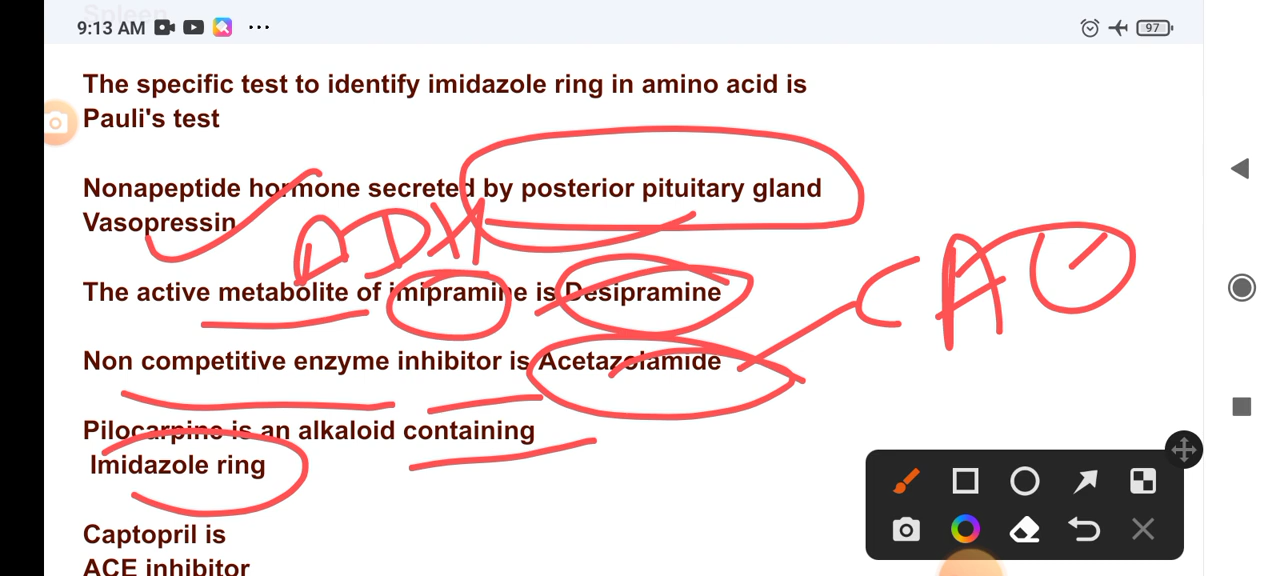 Spleen
9:13 AM
97
The specific test to identify imidazole ring in amino acid is
Pauli's test
Nonapeptide hormone secreted by posterior pituitary gland
Vasopressin
ADH
The active metabolite of imipramine is Desipramine
Non competitive enzyme inhibitor is Acetazolamide
Pilocarpine is an alkaloid containing
Imidazole ring
Captopril is
ACE inhibitor